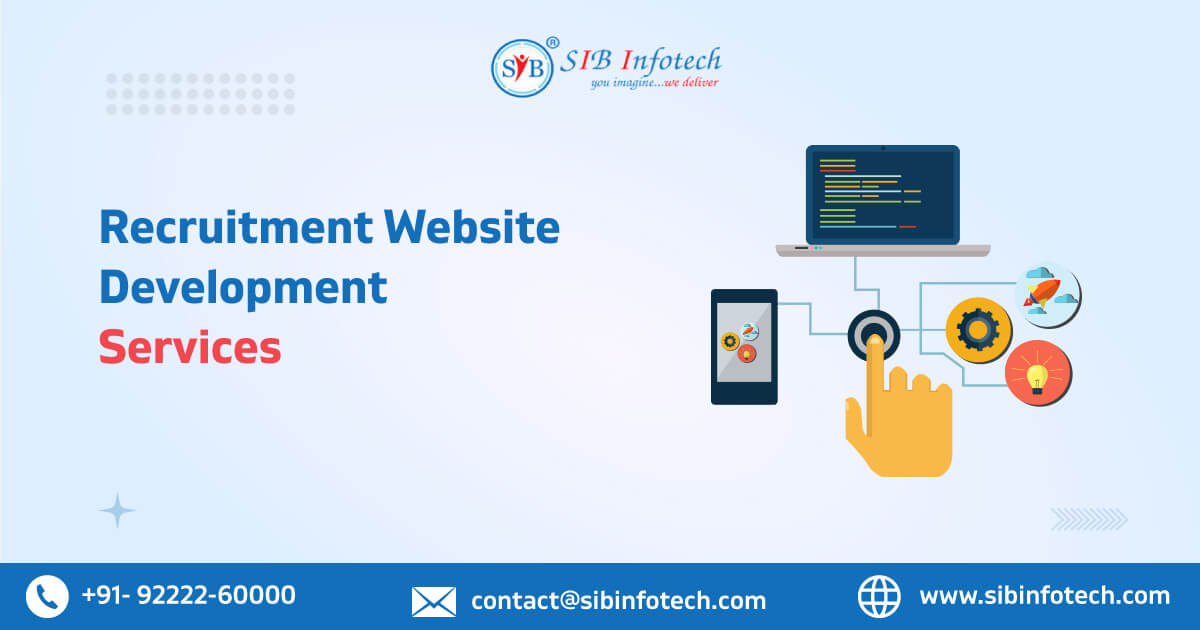 SIB
®
SIB Infotech
you imagine...we deliver
Recruitment Website
Development
Services
+91- 92222-60000
contact@sibinfotech.com
www.sibinfotech.com